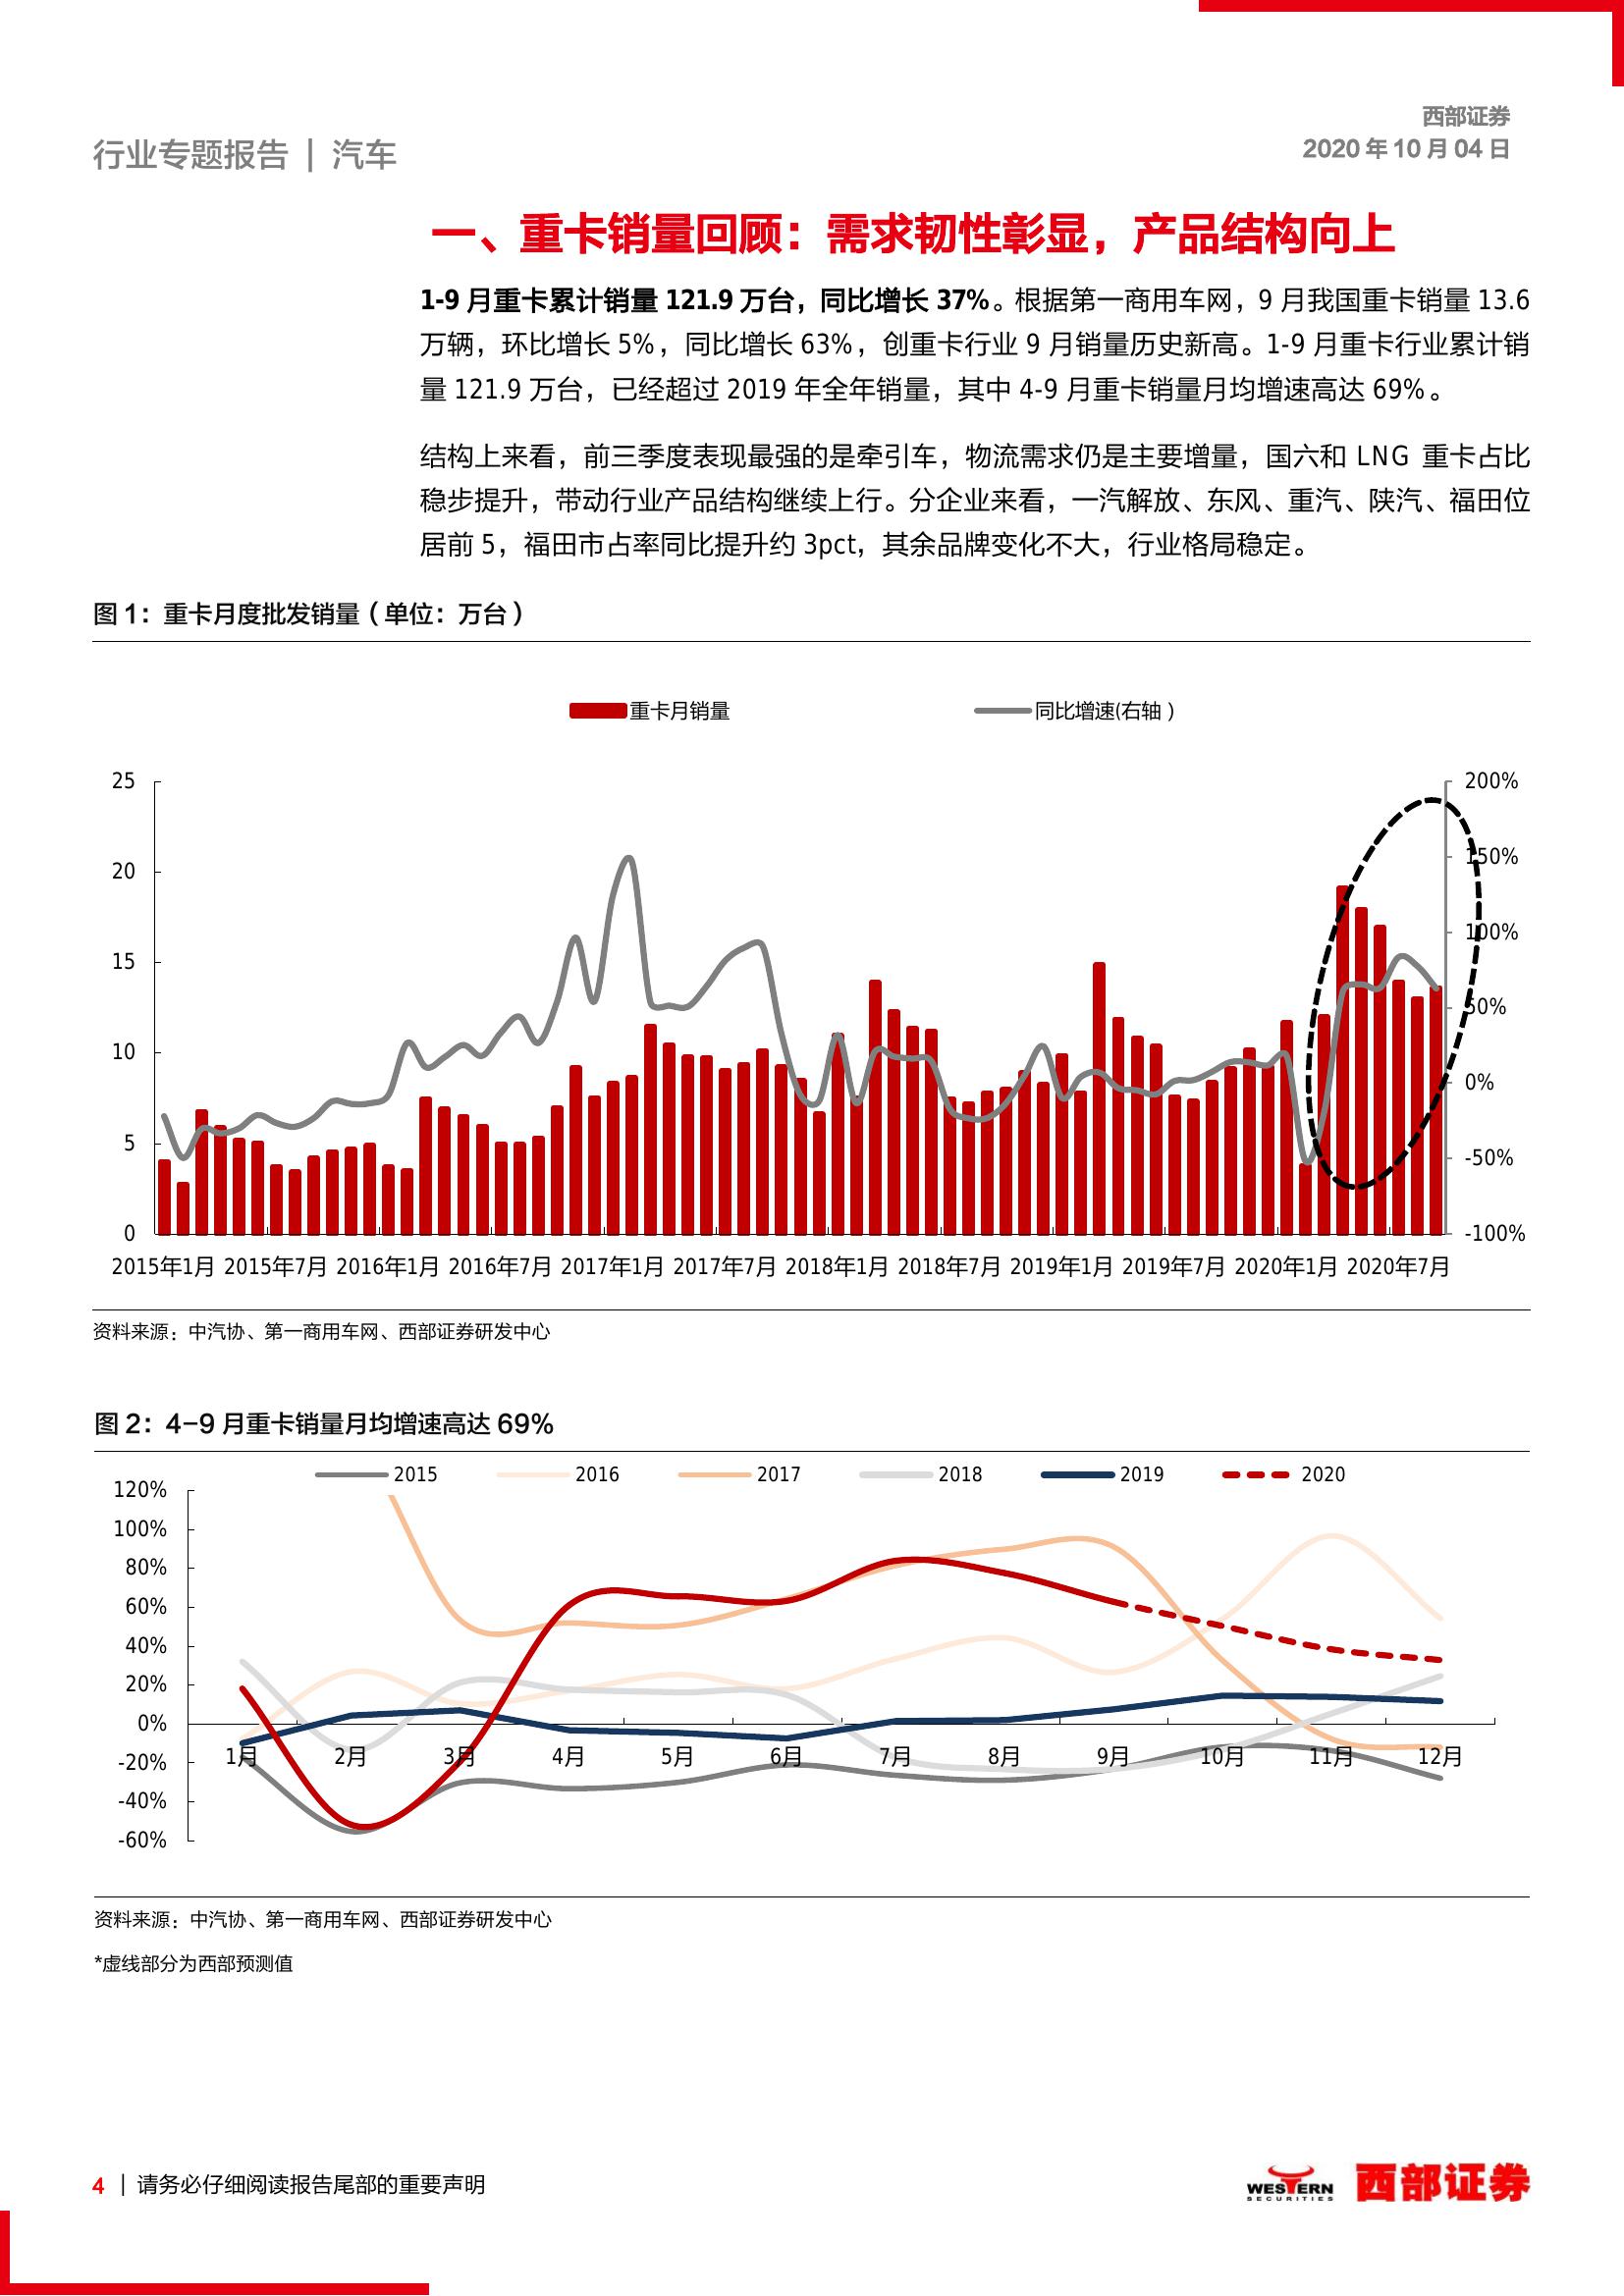 西部证券
行业专题报告 | 汽车
2020 年 10 月 04 日
一、重卡销量回顾：需求韧性彰显，产品结构向上
1-9 月重卡累计销量 121.9 万台，同比增长 37%。根据第一商用车网，9 月我国重卡销量 13.6
万辆，环比增长 5%，同比增长 63%，创重卡行业 9 月销量历史新高。1-9 月重卡行业累计销
量 121.9 万台，已经超过 2019 年全年销量，其中 4-9 月重卡销量月均增速高达 69%。
结构上来看，前三季度表现最强的是牵引车，物流需求仍是主要增量，国六和 LNG 重卡占比
稳步提升，带动行业产品结构继续上行。分企业来看，一汽解放、东风、重汽、陕汽、福田位
居前 5，福田市占率同比提升约 3pct，其余品牌变化不大，行业格局稳定。
图 1：重卡月度批发销量（单位：万台）
重卡月销量 同比增速(右轴 )
25 200%
150%
20
100%
15
50%
10
0%
5
-50%
0 -100%
2015年1月 2015年7月 2016年1月 2016年7月 2017年1月 2017年7月 2018年1月 2018年7月 2019年1月 2019年7月 2020年1月 2020年7月
资料来源：中汽协、第一商用车网、西部证券研发中心
图 2：4-9 月重卡销量月均增速高达 69%
2015 2016 2017 2018 2019 2020
120%
100%
80%
60%
40%
20%
0%
-20%
1月 2月 3月 4月 5月 6月 7月 8月 9月 10月 11月 12月
-40%
-60%
资料来源：中汽协、第一商用车网、西部证券研发中心
*虚线部分为西部预测值
4 | 请务必仔细阅读报告尾部的重要声明
WESTERN
SECURITIES
西部证券